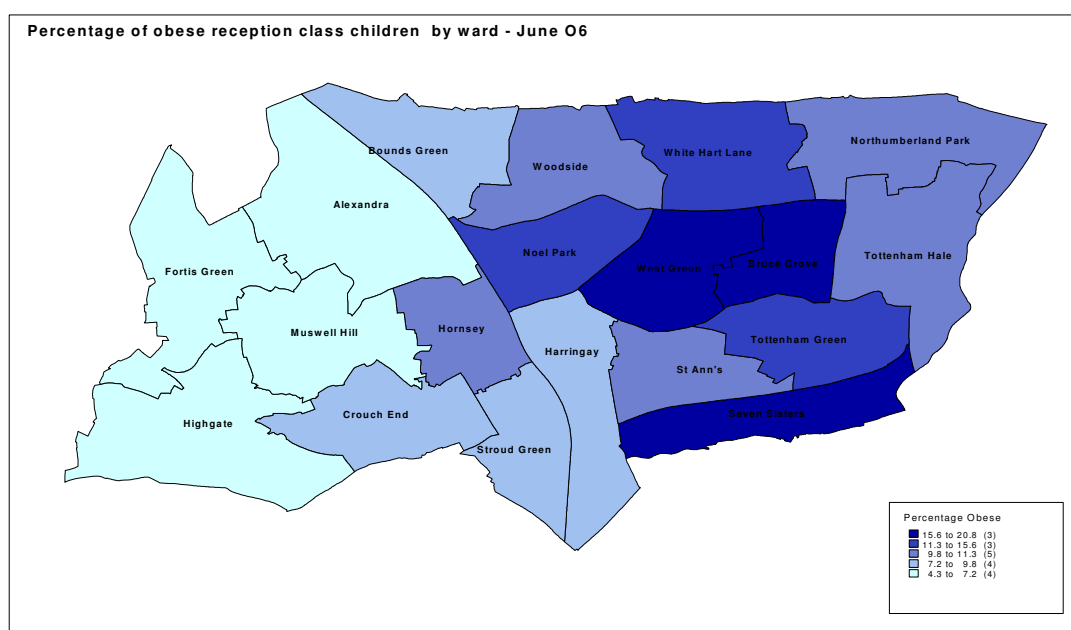 Percentage of obese reception class children by ward - June O6
Bounds Green
Woodside
White Hart Lane
Northumberland Park
Alexandra
Noel Park
West Green
Bruce Grove
Tottenham Hale
Fortis Green
Muswell Hill
Hornsey
Harringay
Tottenham Green
St Ann's
Highgate
Crouch End
Stroud Green
Seven Sisters
Percentage Obese
15.6 to 20.8 (3)
11.3 to 15.6 (3)
9.8 to 11.3 (5)
7.2 to 9.8 (4)
4.3 to 7.2 (4)